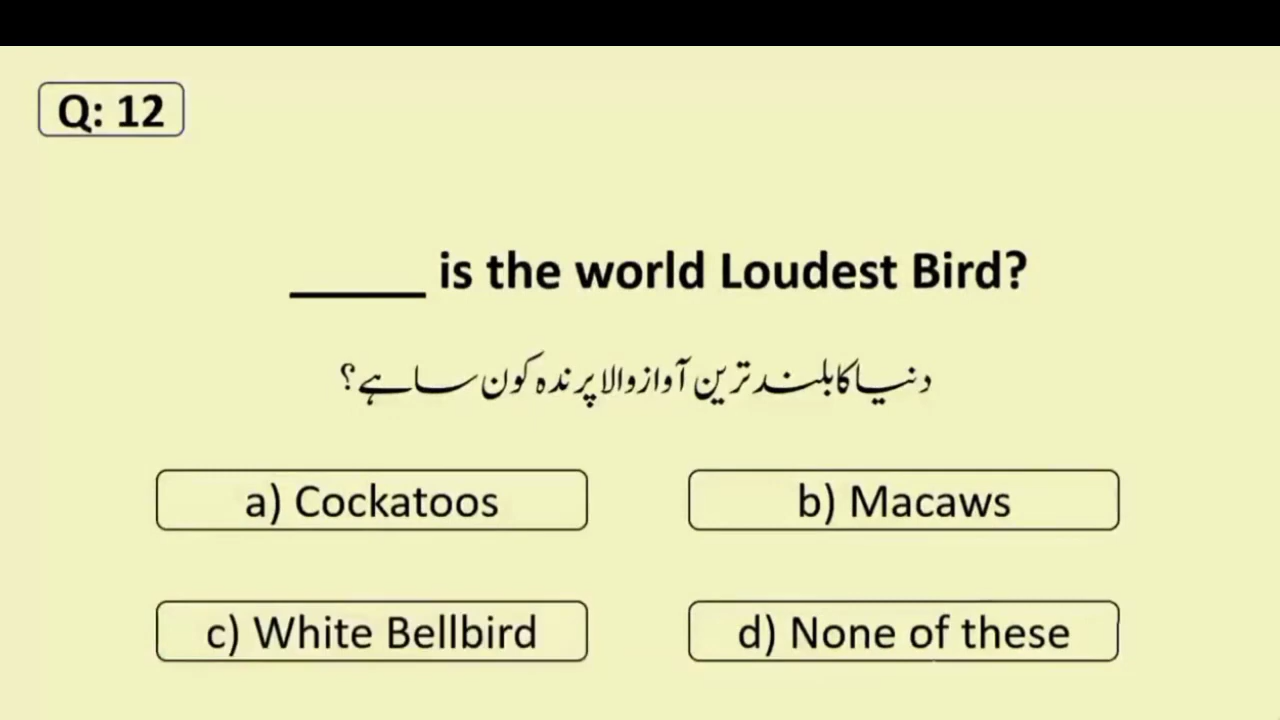 Q: 12
_____ is the world Loudest Bird?
دنیا کا بلند ترین آواز والا پرندہ کون سا ہے؟
a) Cockatoos
b) Macaws
c) White Bellbird
d) None of these